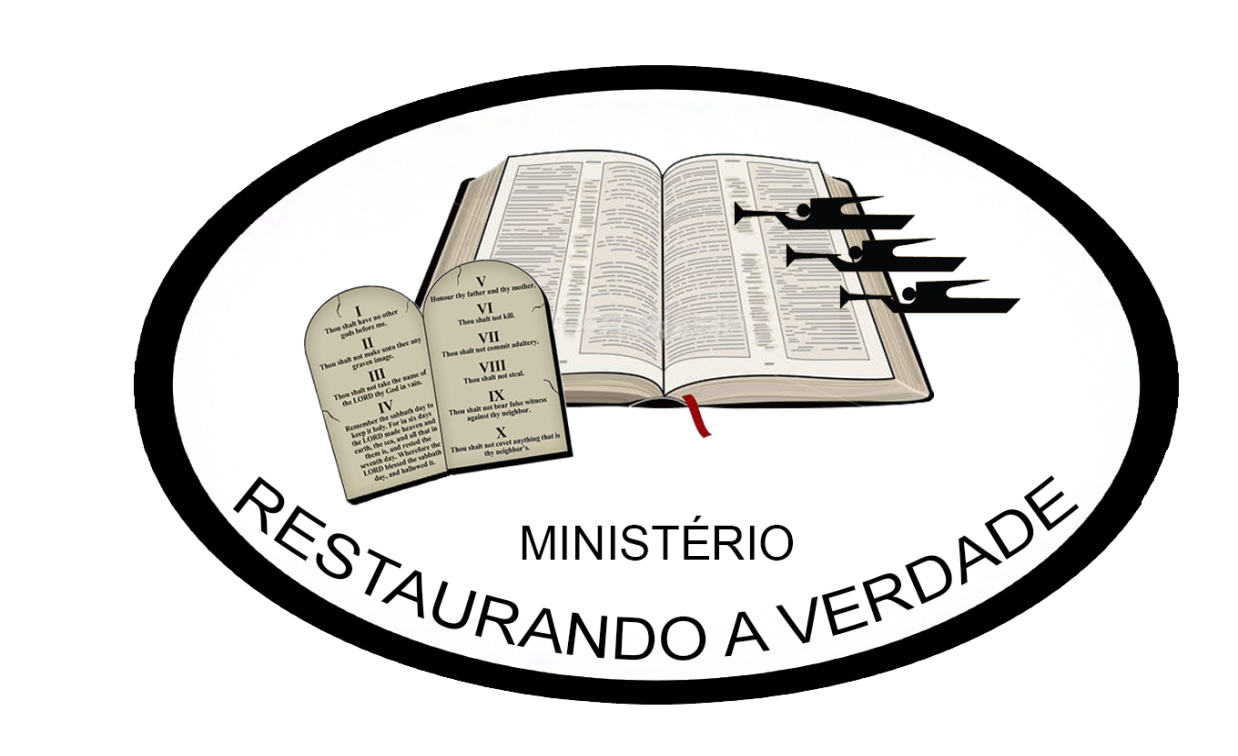 I
Thou shalt have no other
gods before me.
II
Thou shalt not make unto thee any
graven image.
III
Thou shalt not take the name of
the LORD thy God in vain.
IV
Remember the sabbath day to
keep it holy. For in six days
the LORD made heaven and
earth, the sea, and all that in
them is, and rested the
seventh day. Wherefore the
LORD blessed the sabbath
day, and hallowed it.
V
Honour thy father and thy mother.
VI
Thou shalt not kill.
VII
Thou shalt not commit adultery.
VIII
Thou shalt not steal.
IX
Thou shalt not bear false witness
against thy neighbor.
X
Thou shalt not covet anything that is
thy neighbor's.
MINISTÉRIO
RESTAURANDO A VERDADE